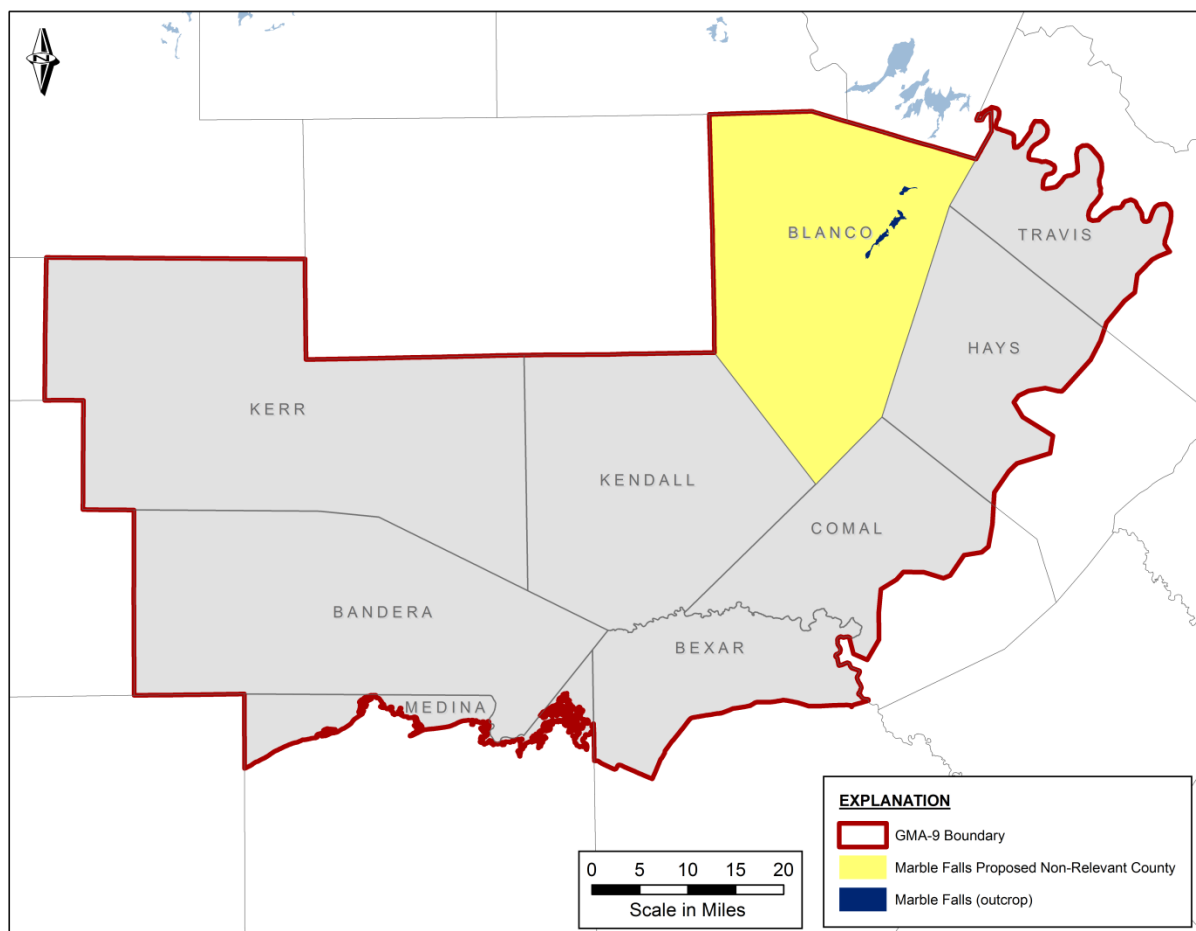 N
BLANCO
TRAVIS
HAYS
KERR
KENDALL
COMAL
BANDERA
BEXAR
MEDINA
EXPLANATION
GMA-9 Boundary
Marble Falls Proposed Non-Relevant County
Marble Falls (outcrop)
0 5 10 15 20
Scale in Miles